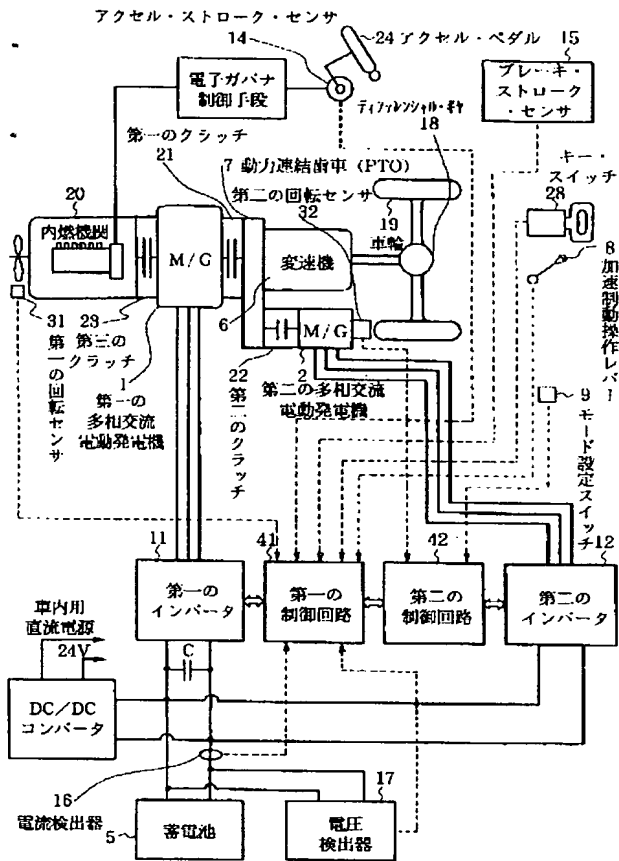 アクセル・ストローク・センサ
14
24 アクセル・ペダル
15
電子ガバナ
制御手段
ブレーキ・
ストローク
・センサ
ディファレンシャル・ギヤ
18
第一のクラッチ
21
7 動力連結歯車 (PTO)
第二の回転センサ
32
キー・
スイッチ
28
20
内燃機関
M/G
変速機
6
19
車輪
8
加速制動操作レバー
31
第一の回転センサ
23
第三の
クラッチ
1
第一の
多相交流
電動発電機
22
第二のクラッチ
M/G
2
第二の多相交流
電動発電機
9
モード設定スイッチ
11
第一の
インバータ
41
第一の
制御回路
42
第二の
制御回路
12
第二の
インバータ
車内用
直流電源
24V
C
DC/DC
コンバータ
16
電流検出器
17
電圧
検出器
5
蓄電池